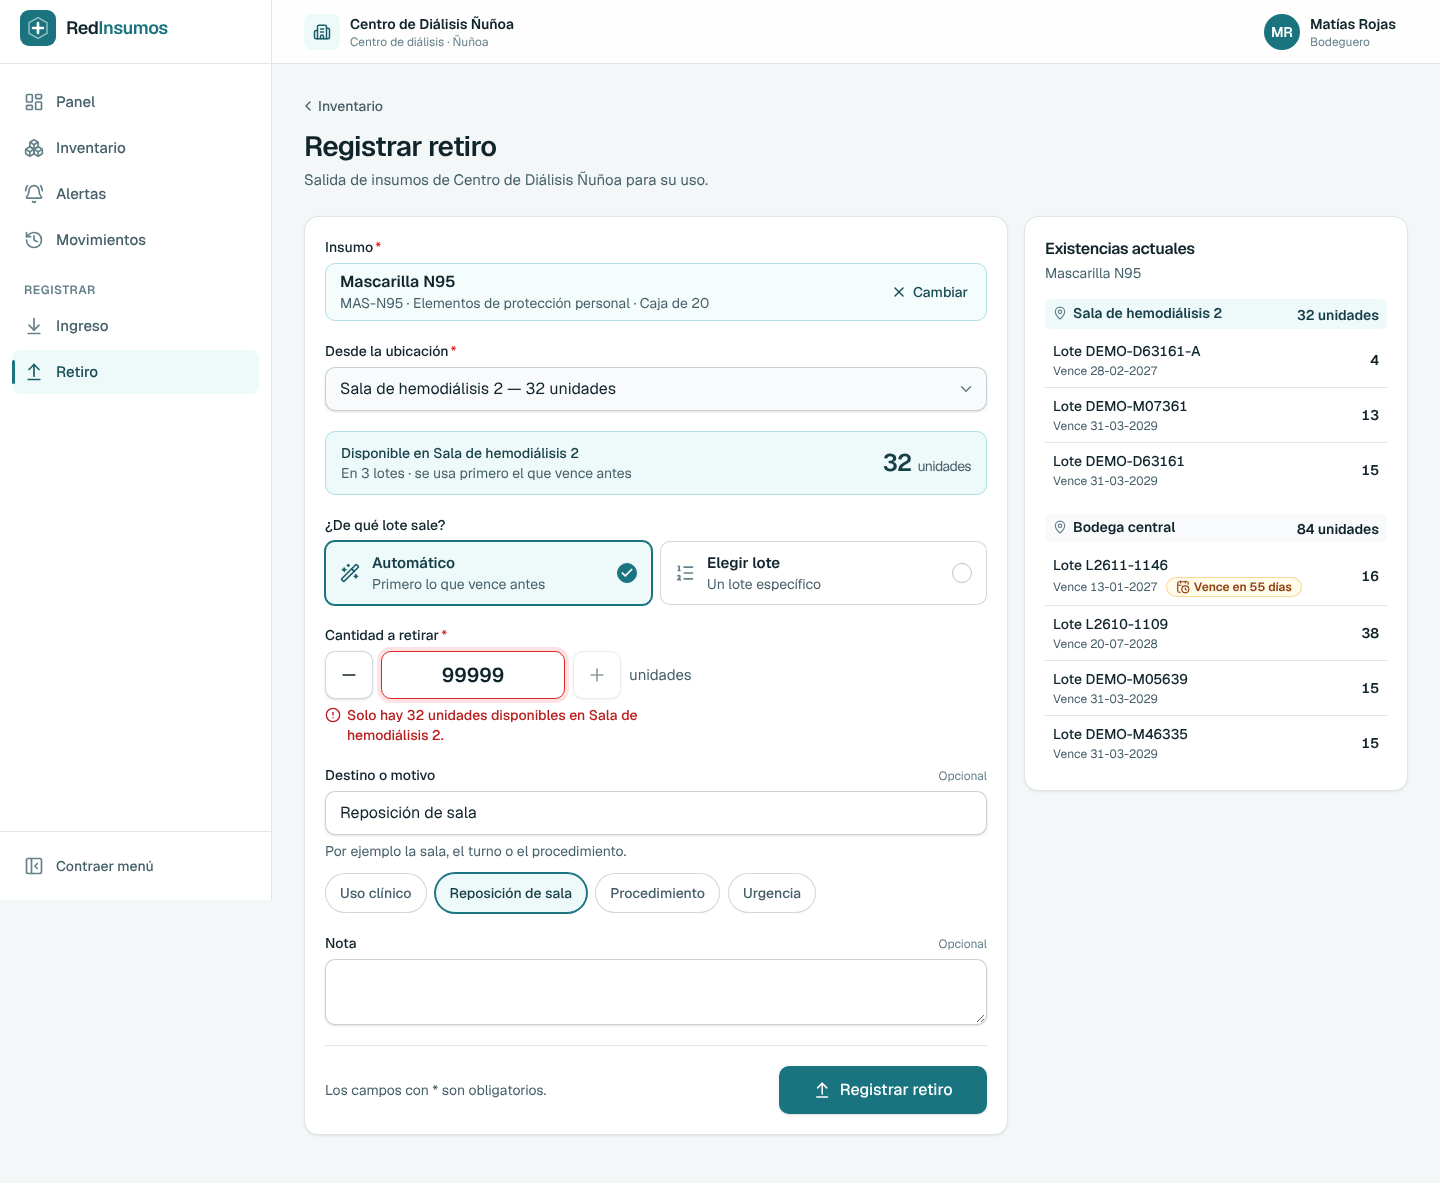 RedInsumos
Centro de Diálisis Ñuñoa
Centro de diálisis · Ñuñoa
MR
Matías Rojas
Bodeguero
Panel
Inventario
Alertas
Movimientos
REGISTRAR
Ingreso
Retiro
Contraer menú
Inventario
Registrar retiro
Salida de insumos de Centro de Diálisis Ñuñoa para su uso.
Insumo *
Mascarilla N95
MAS-N95 · Elementos de protección personal · Caja de 20
Cambiar
Desde la ubicación *
Sala de hemodiálisis 2 — 32 unidades
Disponible en Sala de hemodiálisis 2
En 3 lotes · se usa primero el que vence antes
32 unidades
¿De qué lote sale?
Automático
Primero lo que vence antes
Elegir lote
Un lote específico
Cantidad a retirar *
99999
unidades
Solo hay 32 unidades disponibles en Sala de
hemodiálisis 2.
Destino o motivo
Opcional
Reposición de sala
Por ejemplo la sala, el turno o el procedimiento.
Uso clínico
Reposición de sala
Procedimiento
Urgencia
Nota
Opcional
Los campos con * son obligatorios.
Registrar retiro
Existencias actuales
Mascarilla N95
Sala de hemodiálisis 2
32 unidades
Lote DEMO-D63161-A
Vence 28-02-2027
4
Lote DEMO-M07361
Vence 31-03-2029
13
Lote DEMO-D63161
Vence 31-03-2029
15
Bodega central
84 unidades
Lote L2611-1146
Vence 13-01-2027
Vence en 55 días
16
Lote L2610-1109
Vence 20-07-2028
38
Lote DEMO-M05639
Vence 31-03-2029
15
Lote DEMO-M46335
Vence 31-03-2029
15